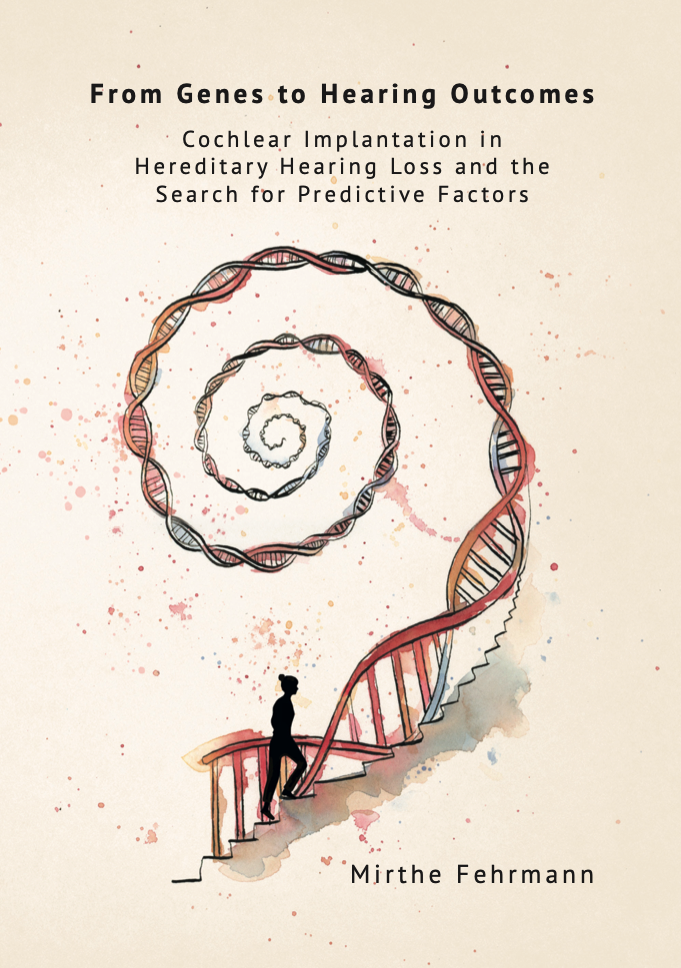 From Genes to Hearing Outcomes
Cochlear Implantation in
Hereditary Hearing Loss and the
Search for Predictive Factors
Mirthe Fehrmann